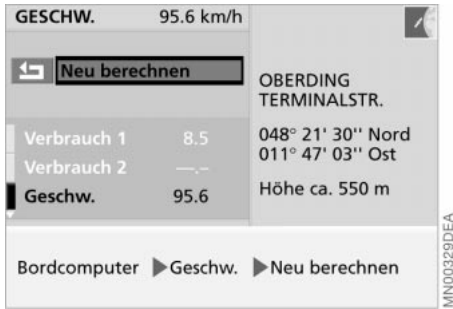 GESCHW. 95.6 km/h
Neu berechnen
Verbrauch 1 8.5
Verbrauch 2 —.–
Geschw. 95.6
OBERDING
TERMINALSTR.
048° 21' 30'' Nord
011° 47' 03'' Ost
Höhe ca. 550 m
Bordcomputer ▶Geschw. ▶Neu berechnen
MN00329DEA